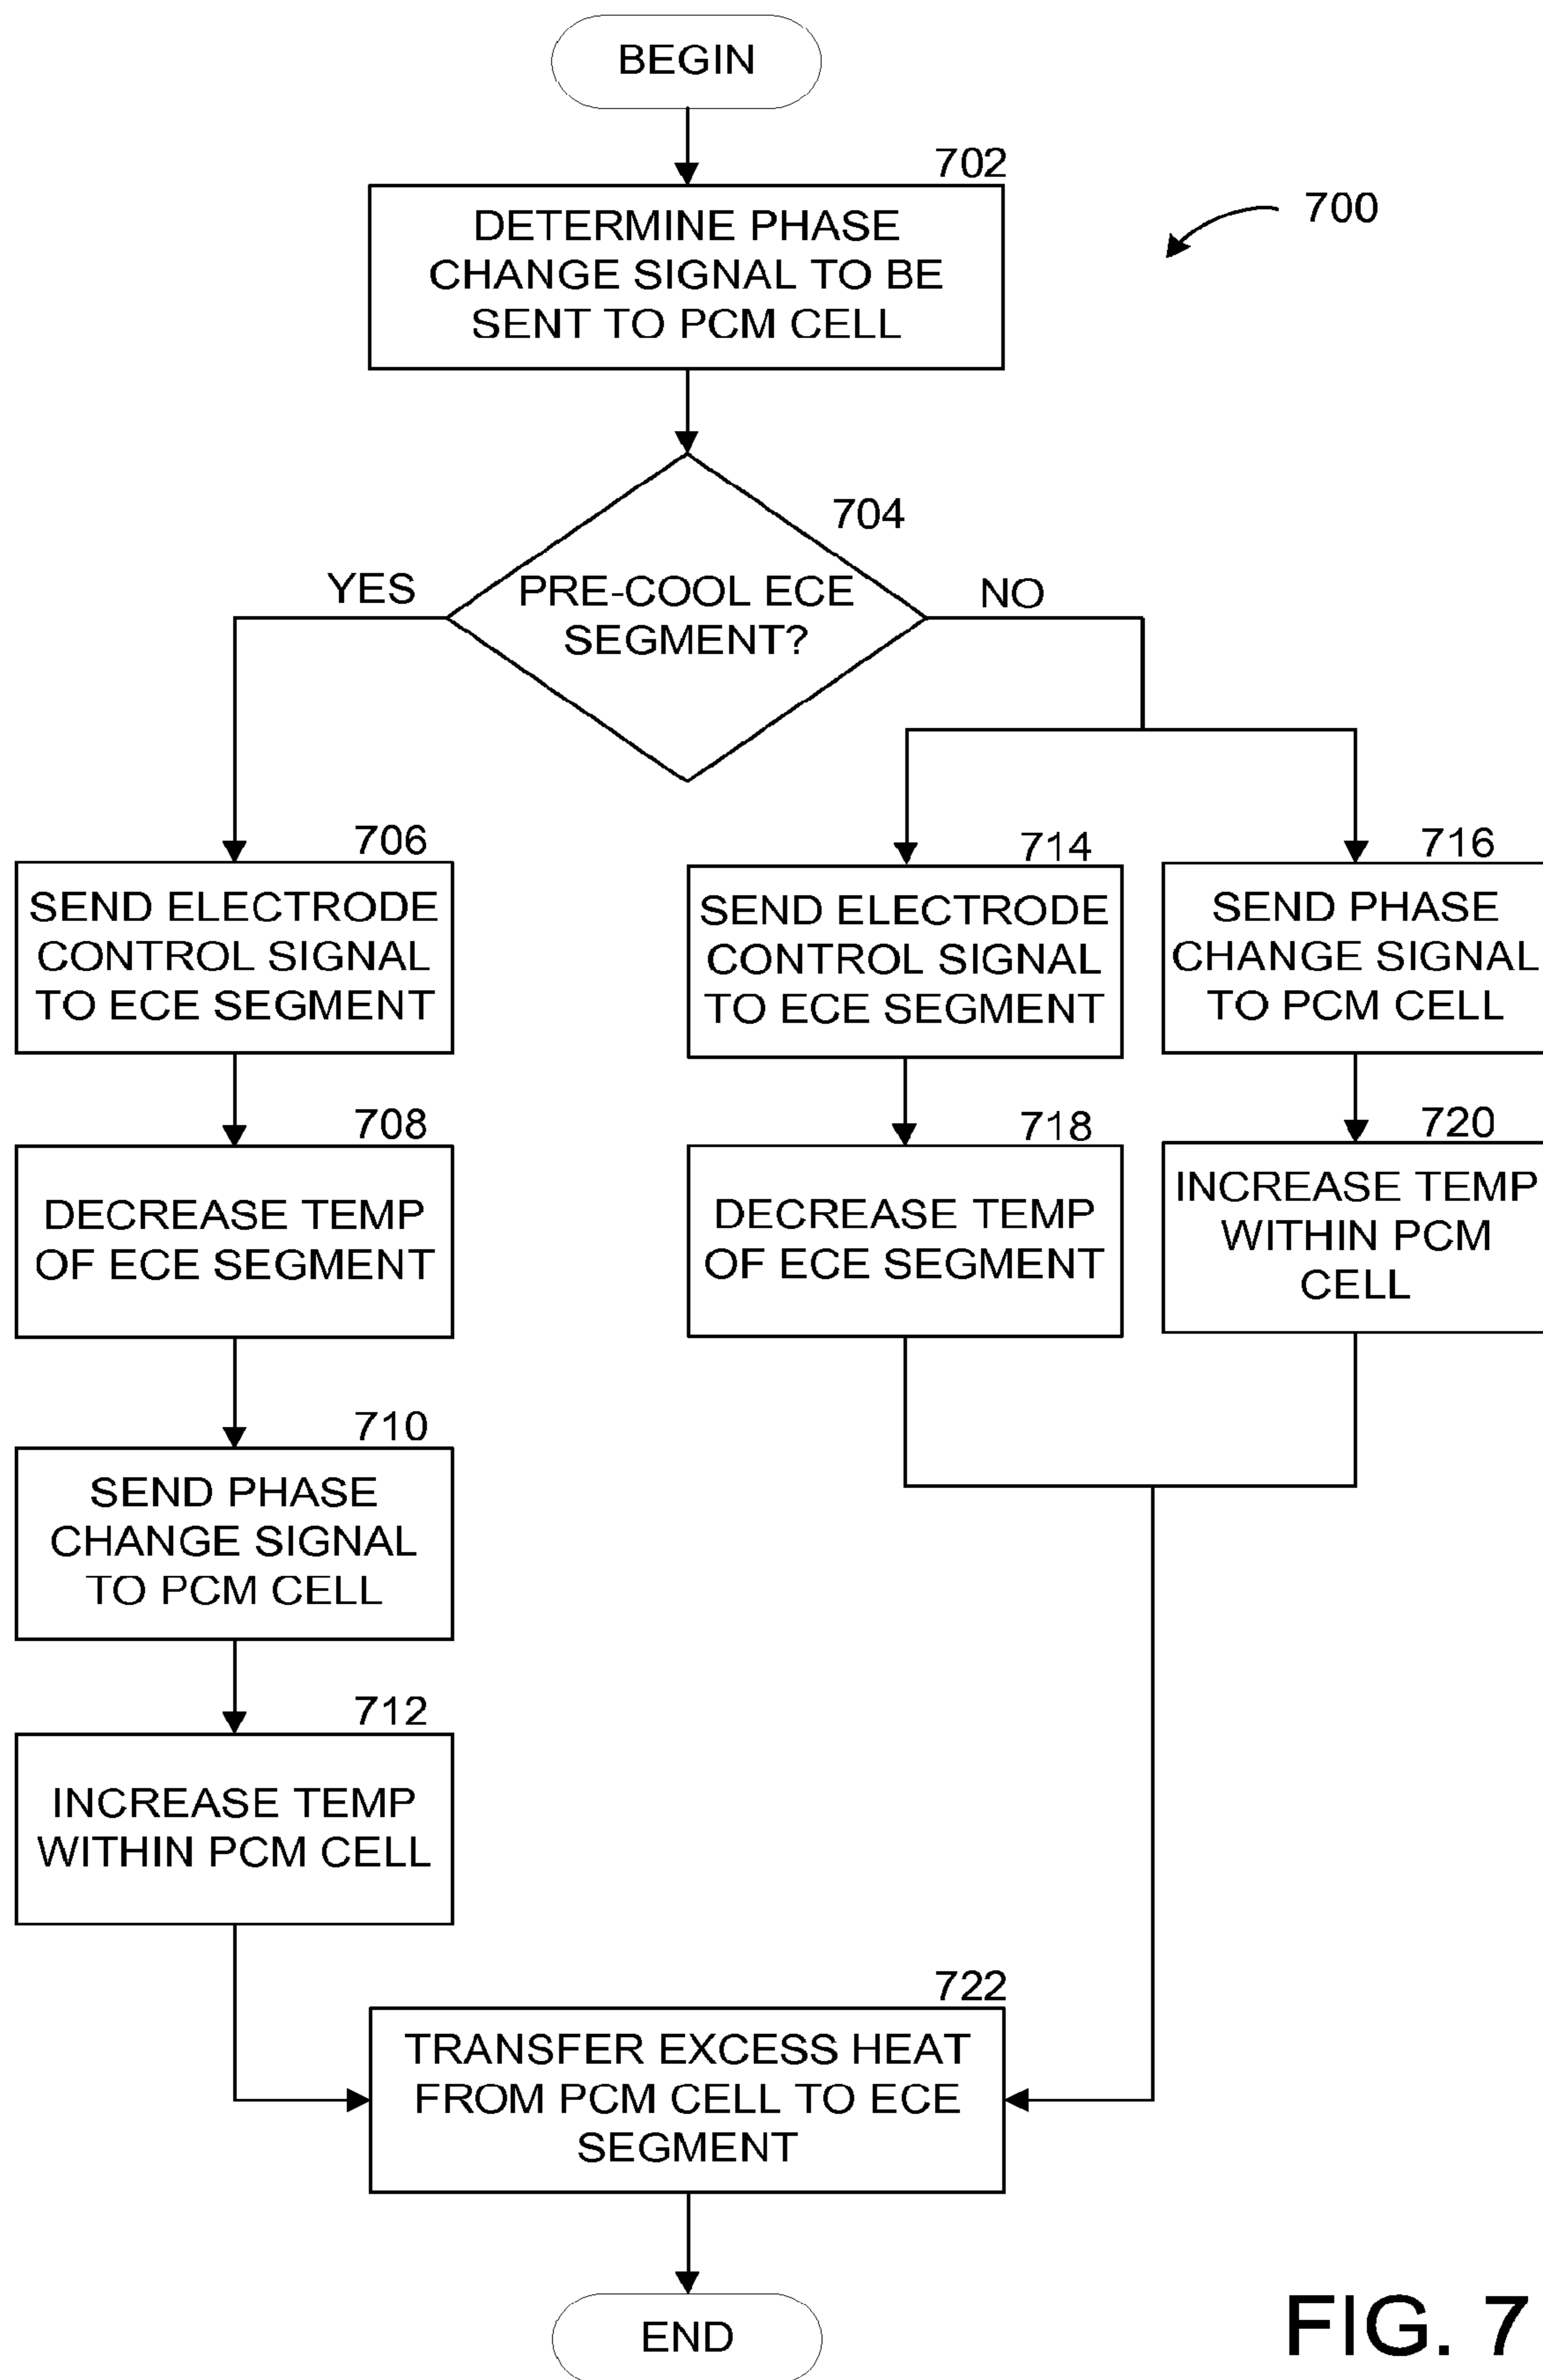 BEGIN
702
DETERMINE PHASE
CHANGE SIGNAL TO BE
SENT TO PCM CELL
700
704
PRE-COOL ECE
SEGMENT?
YES
NO
706
SEND ELECTRODE
CONTROL SIGNAL
TO ECE SEGMENT
708
DECREASE TEMP
OF ECE SEGMENT
710
SEND PHASE
CHANGE SIGNAL
TO PCM CELL
712
INCREASE TEMP
WITHIN PCM CELL
714
SEND ELECTRODE
CONTROL SIGNAL
TO ECE SEGMENT
718
DECREASE TEMP
OF ECE SEGMENT
716
SEND PHASE
CHANGE SIGNAL
TO PCM CELL
720
INCREASE TEMP
WITHIN PCM
CELL
722
TRANSFER EXCESS HEAT
FROM PCM CELL TO ECE
SEGMENT
END
FIG. 7